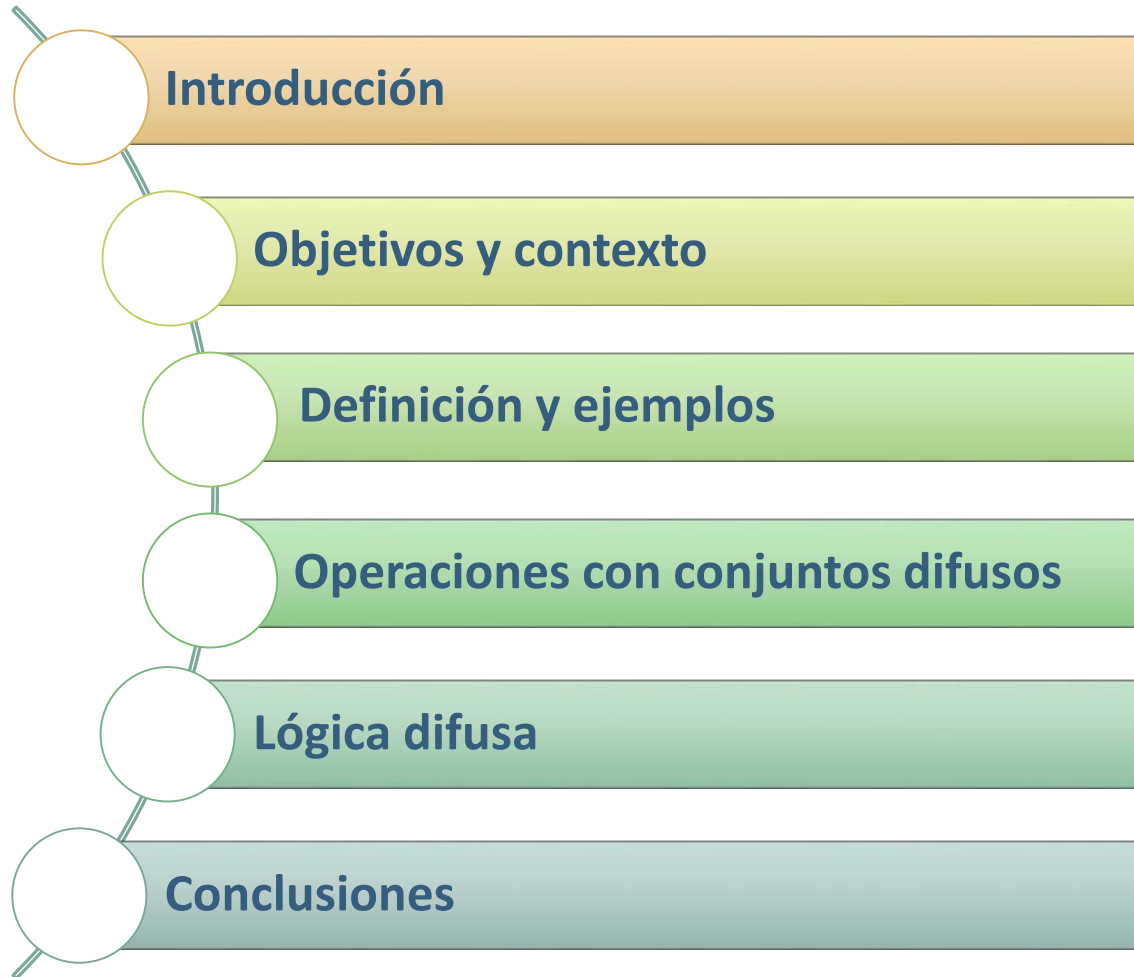 Introducción
Objetivos y contexto
Definición y ejemplos
Operaciones con conjuntos difusos
Lógica difusa
Conclusiones